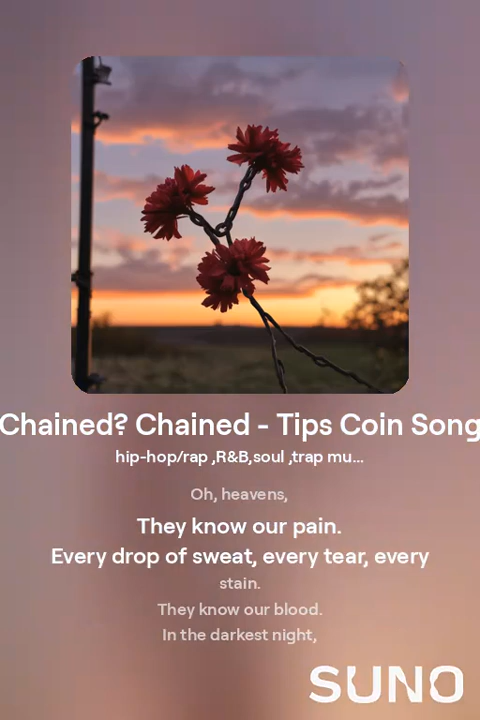 Chained? Chained - Tips Coin Song
hip-hop/rap ,R&B,soul ,trap mu...
Oh, heavens,
They know our pain.
Every drop of sweat, every tear, every
stain.
They know our blood.
In the darkest night,
SUNO